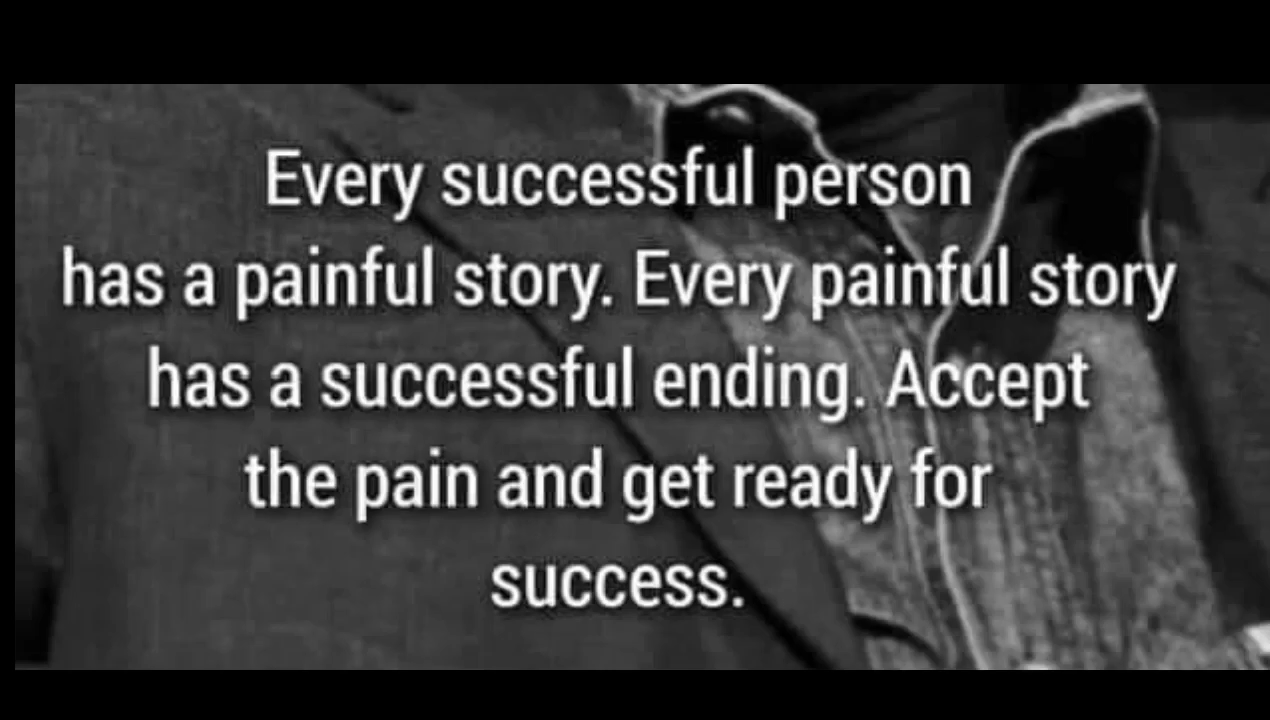 Every successful person
has a painful story. Every painful story
has a successful ending. Accept
the pain and get ready for
success.